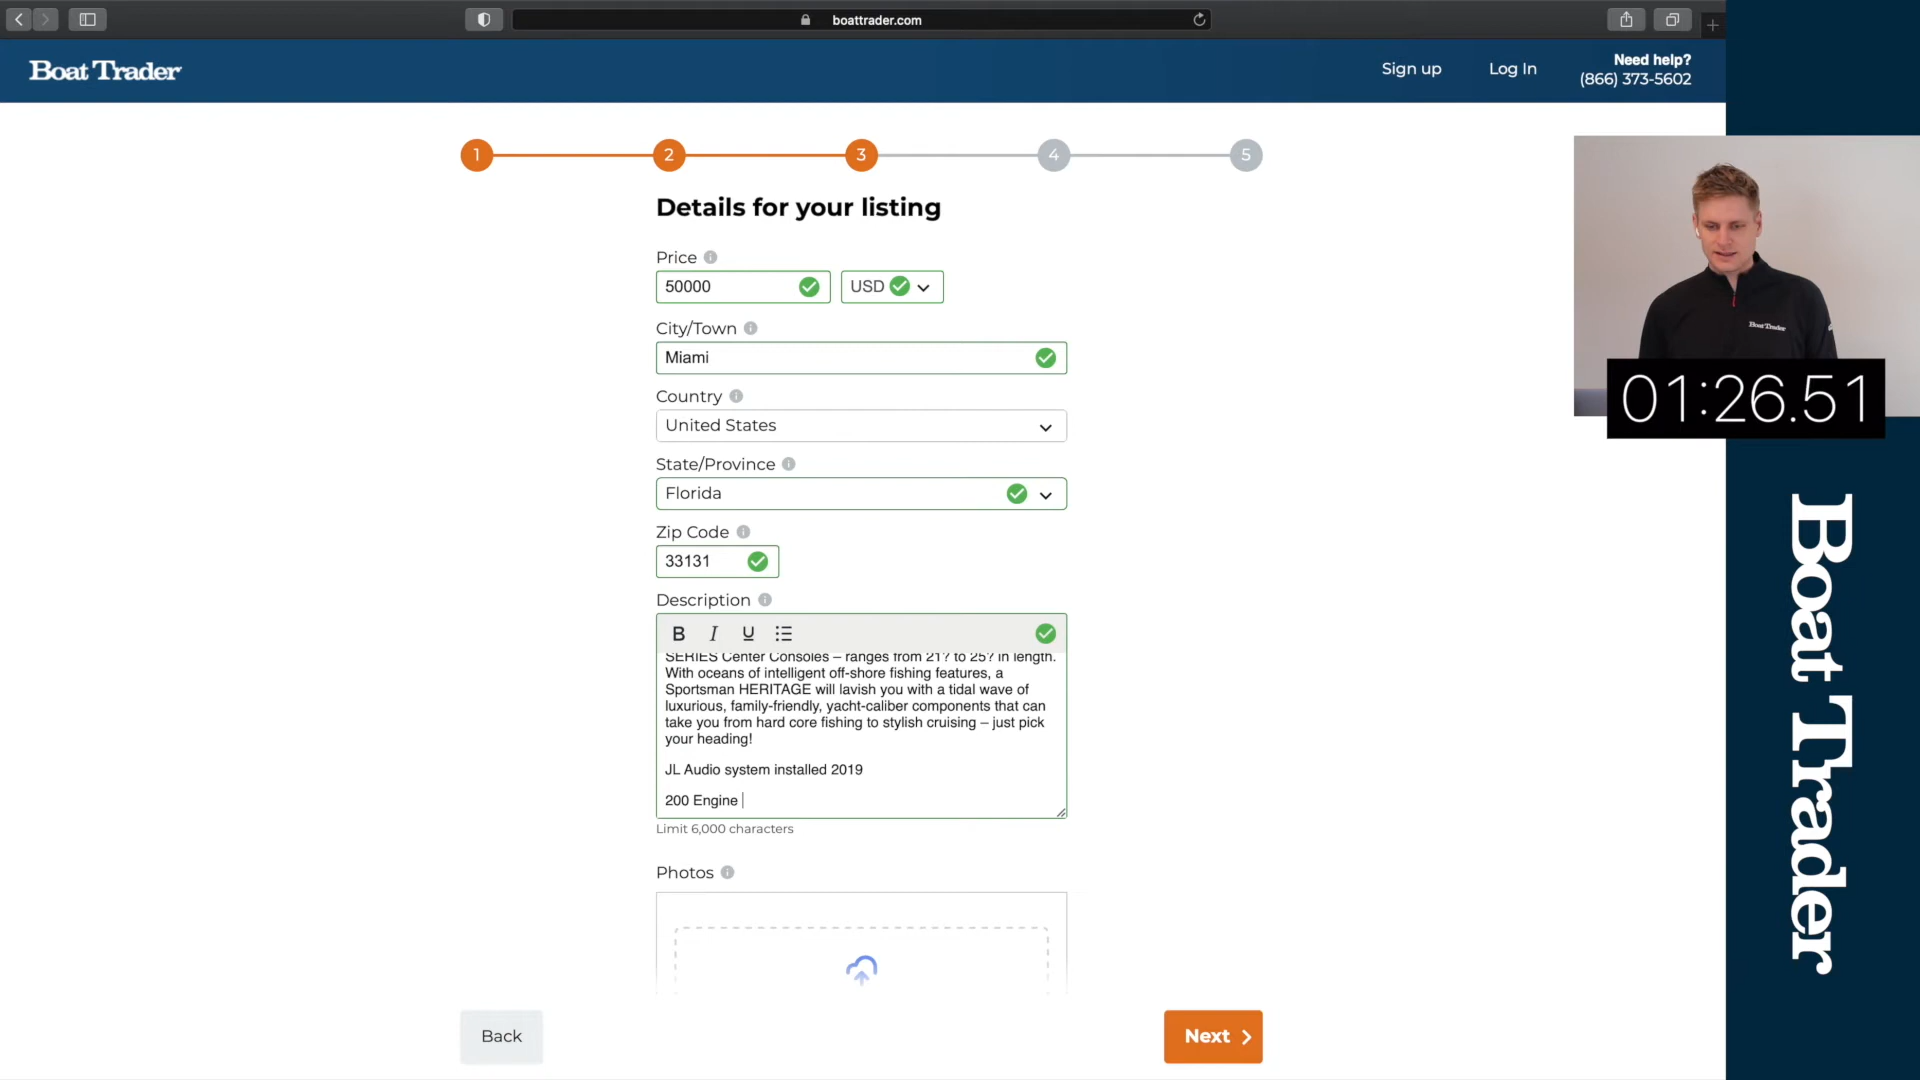 boattrader.com
Boat Trader
Sign up
Log In
Need help?
(866) 373-5602
1
2
3
4
5
Details for your listing
Price
50000
USD
City/Town
Miami
Country
United States
State/Province
Florida
Zip Code
33131
Description
B I U
SERIES Center Consoles – ranges from 21? to 25? in length.
With oceans of intelligent off-shore fishing features, a
Sportsman HERITAGE will lavish you with a tidal wave of
luxurious, family-friendly, yacht-caliber components that can
take you from hard core fishing to stylish cruising – just pick
your heading!
JL Audio system installed 2019
200 Engine
Limit 6,000 characters
Photos
Back
Next
Boat Trader
01:26.51
Boat Trader